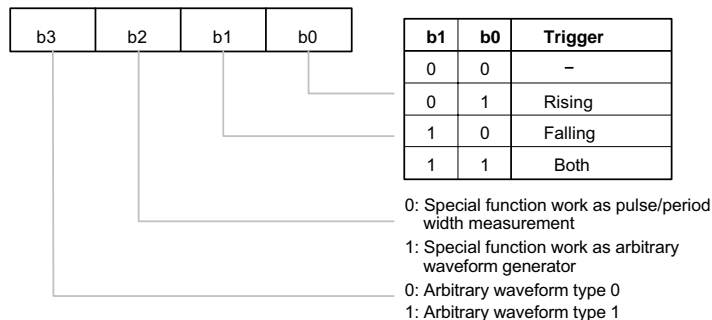 b3 b2 b1 b0
b1 b0 Trigger
0 0 –
0 1 Rising
1 0 Falling
1 1 Both
0: Special function work as pulse/period
width measurement
1: Special function work as arbitrary
waveform generator
0: Arbitrary waveform type 0
1: Arbitrary waveform type 1